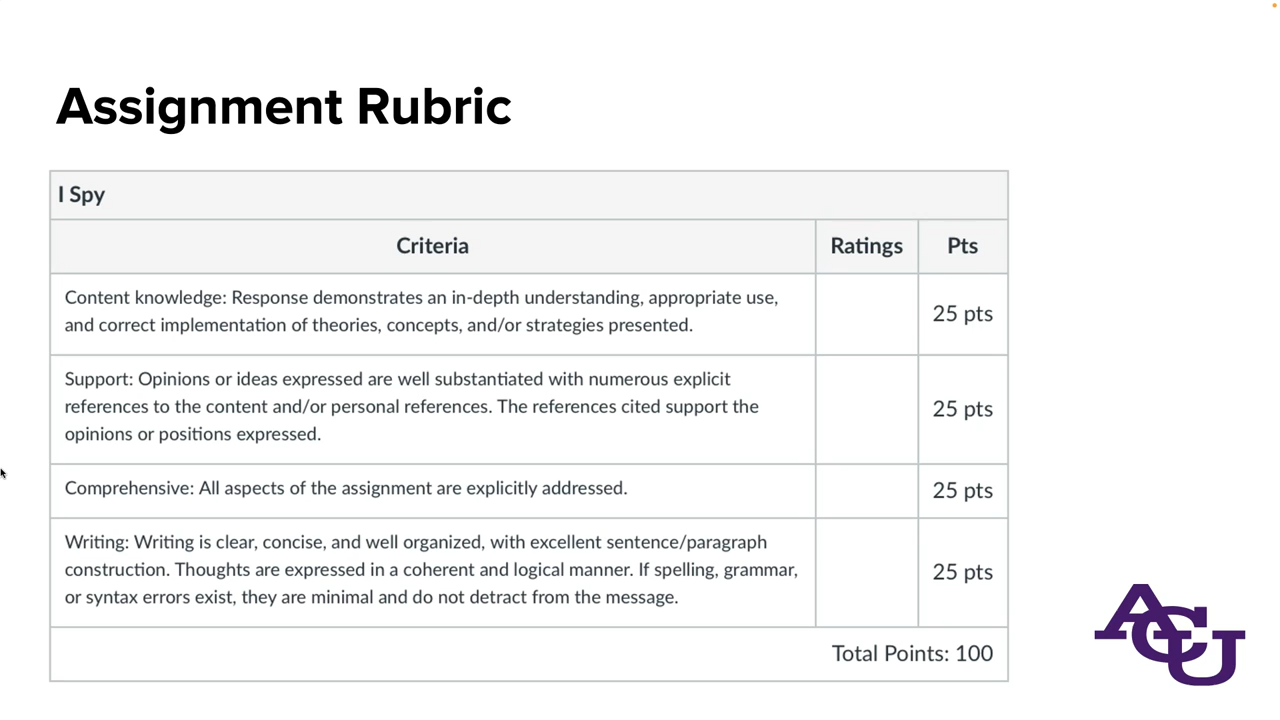 Assignment Rubric
I Spy
Criteria
Ratings
Pts
Content knowledge: Response demonstrates an in-depth understanding, appropriate use,
and correct implementation of theories, concepts, and/or strategies presented.
25 pts
Support: Opinions or ideas expressed are well substantiated with numerous explicit
references to the content and/or personal references. The references cited support the
opinions or positions expressed.
25 pts
Comprehensive: All aspects of the assignment are explicitly addressed.
25 pts
Writing: Writing is clear, concise, and well organized, with excellent sentence/paragraph
construction. Thoughts are expressed in a coherent and logical manner. If spelling, grammar,
or syntax errors exist, they are minimal and do not detract from the message.
25 pts
Total Points: 100
ACU